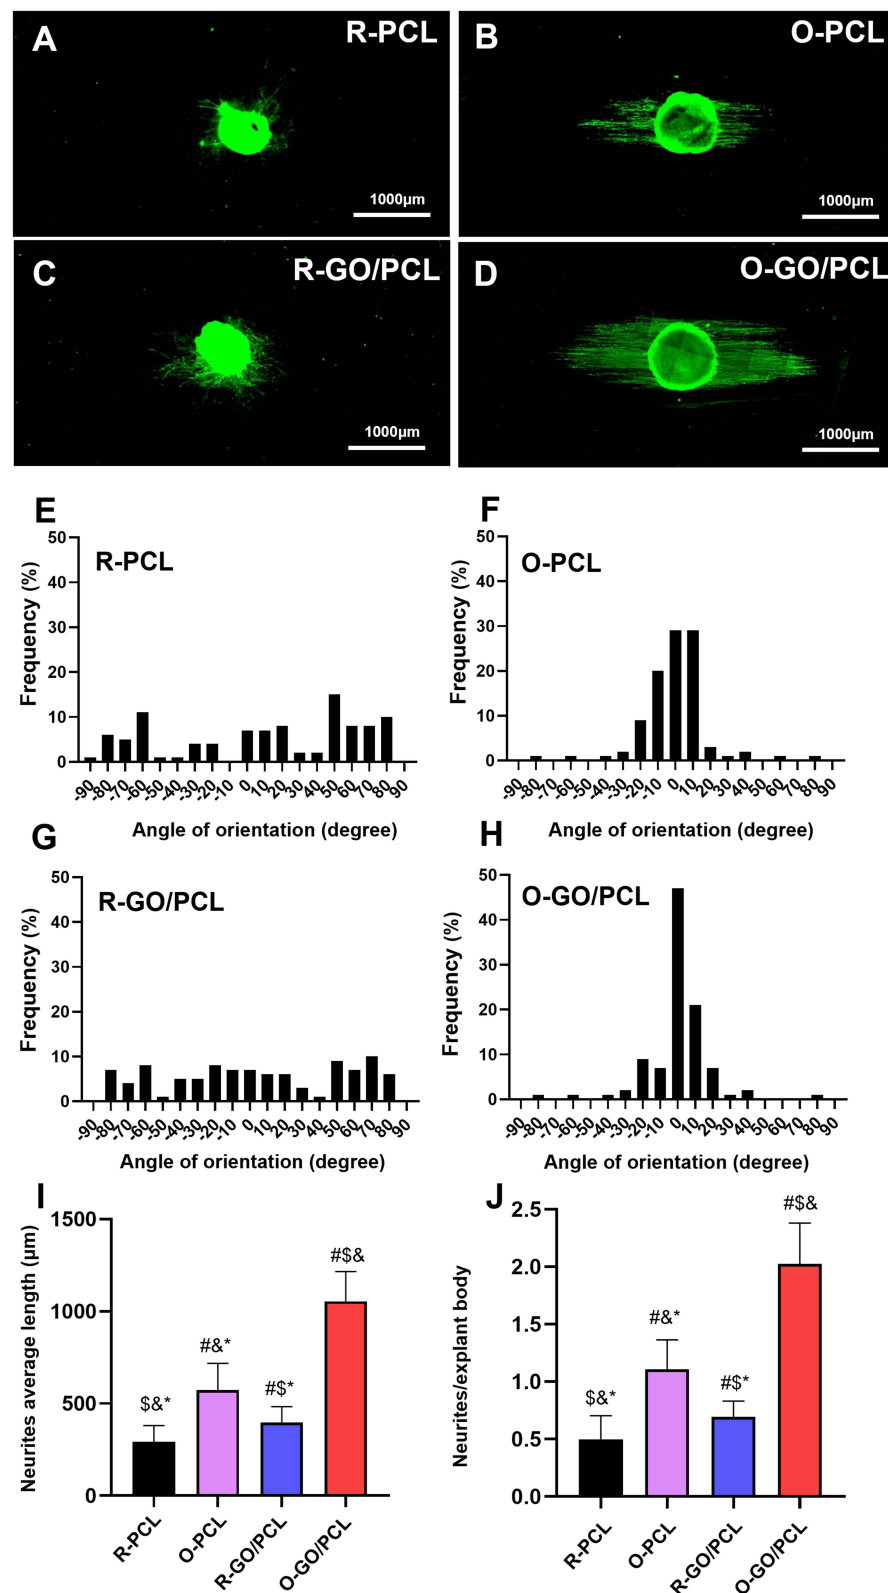 A
R-PCL
1000μm
B
O-PCL
1000μm
C
R-GO/PCL
1000μm
D
O-GO/PCL
1000μm
E
R-PCL
Frequency (%)
50
40
30
20
10
0
-90 -80 -70 -60 -50 -40 -30 -20 -10 0 10 20 30 40 50 60 70 80 90
Angle of orientation (degree)
F
O-PCL
Frequency (%)
50
40
30
20
10
0
-90 -80 -70 -60 -50 -40 -30 -20 -10 0 10 20 30 40 50 60 70 80 90
Angle of orientation (degree)
G
R-GO/PCL
Frequency (%)
50
40
30
20
10
0
-90 -80 -70 -60 -50 -40 -30 -20 -10 0 10 20 30 40 50 60 70 80 90
Angle of orientation (degree)
H
O-GO/PCL
Frequency (%)
50
40
30
20
10
0
-90 -80 -70 -60 -50 -40 -30 -20 -10 0 10 20 30 40 50 60 70 80 90
Angle of orientation (degree)
I
Neurites average length (μm)
1500
1000
500
0
$&*
#&*
#$*
#$&
R-PCL
O-PCL
R-GO/PCL
O-GO/PCL
J
Neurites/explant body
2.5
2.0
1.5
1.0
0.5
0.0
$&*
#&*
#$*
#$&
R-PCL
O-PCL
R-GO/PCL
O-GO/PCL